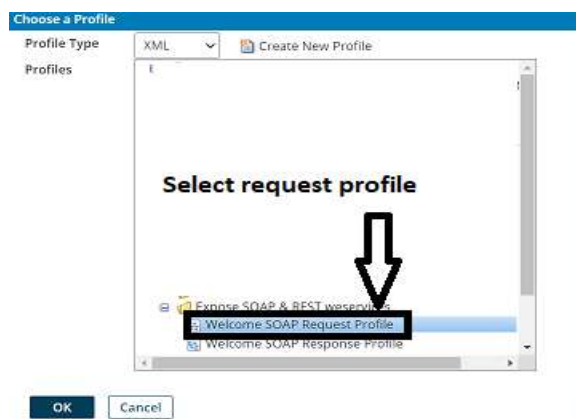 Choose a Profile
Profile Type XML Create New Profile
Profiles
Select request profile
Expose SOAP & REST weservices
Welcome SOAP Request Profile
Welcome SOAP Response Profile
OK Cancel